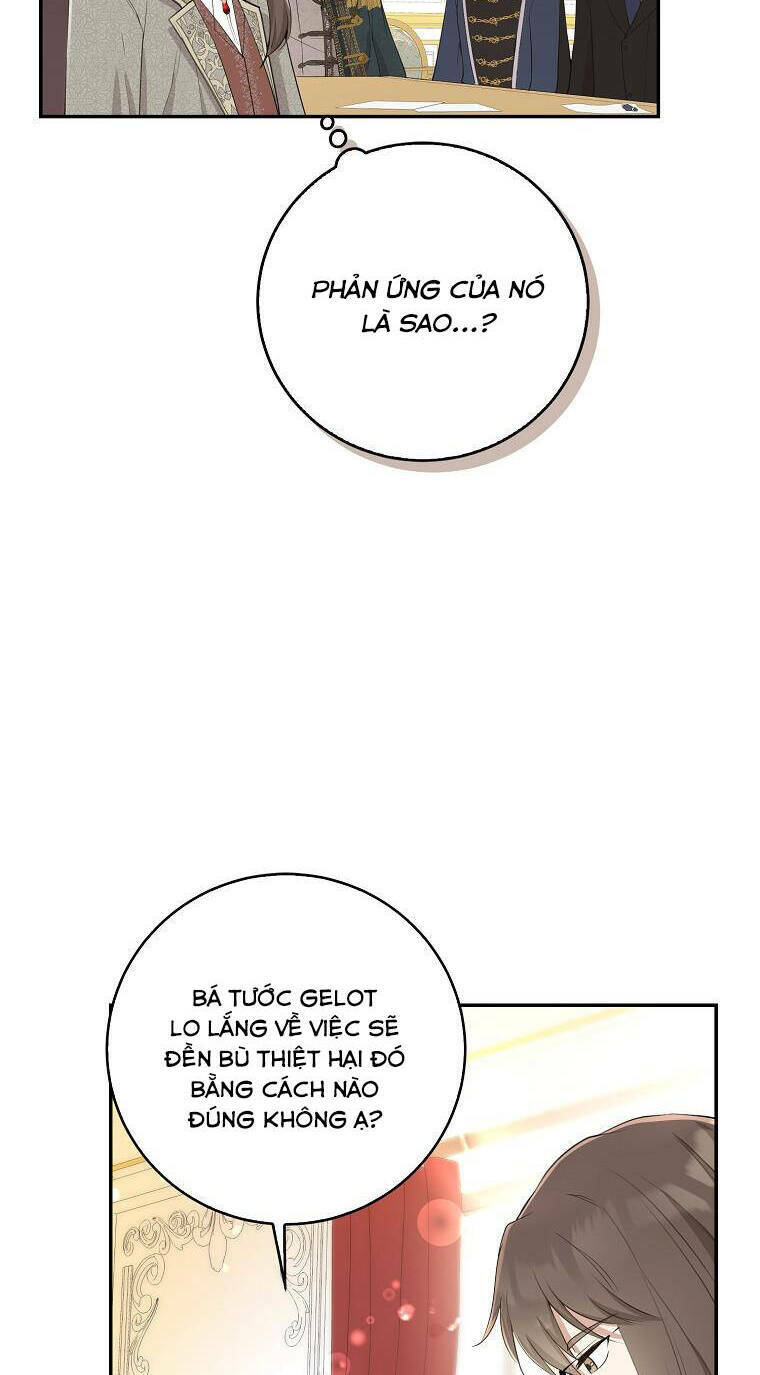 PHẢN ỨNG CỦA NÓ
LÀ SAO...?
BÁ TƯỚC GELOT
LO LẮNG VỀ VIỆC SẼ
ĐỀN BÙ THIỆT HẠI ĐÓ
BẰNG CÁCH NÀO
ĐÚNG KHÔNG Ạ?